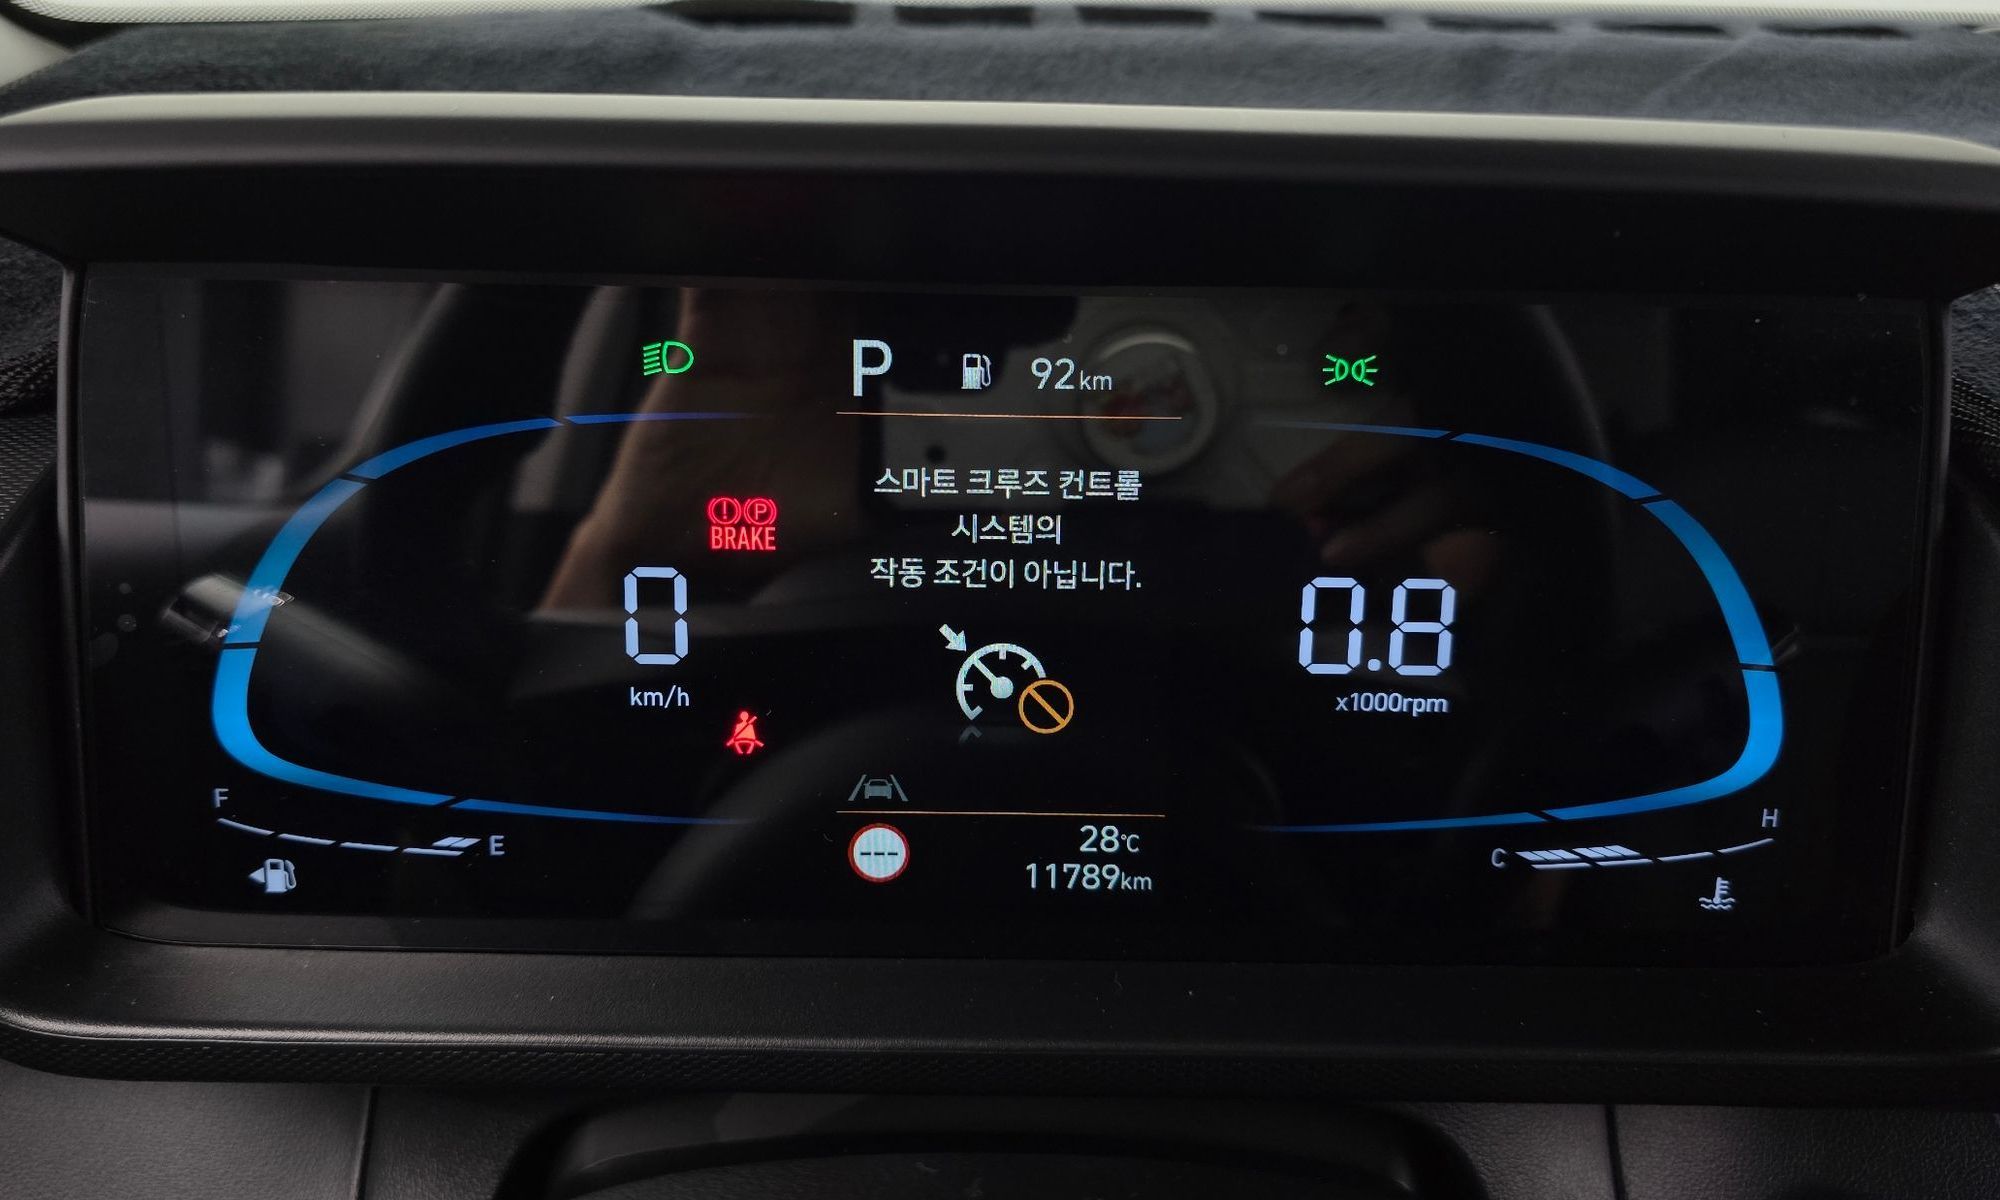 P 92km
스마트 크루즈 컨트롤
시스템의
작동 조건이 아닙니다.
(!)(P)
BRAKE
0
km/h
0.8
x1000rpm
F
E
C
H
---
28°C
11789km